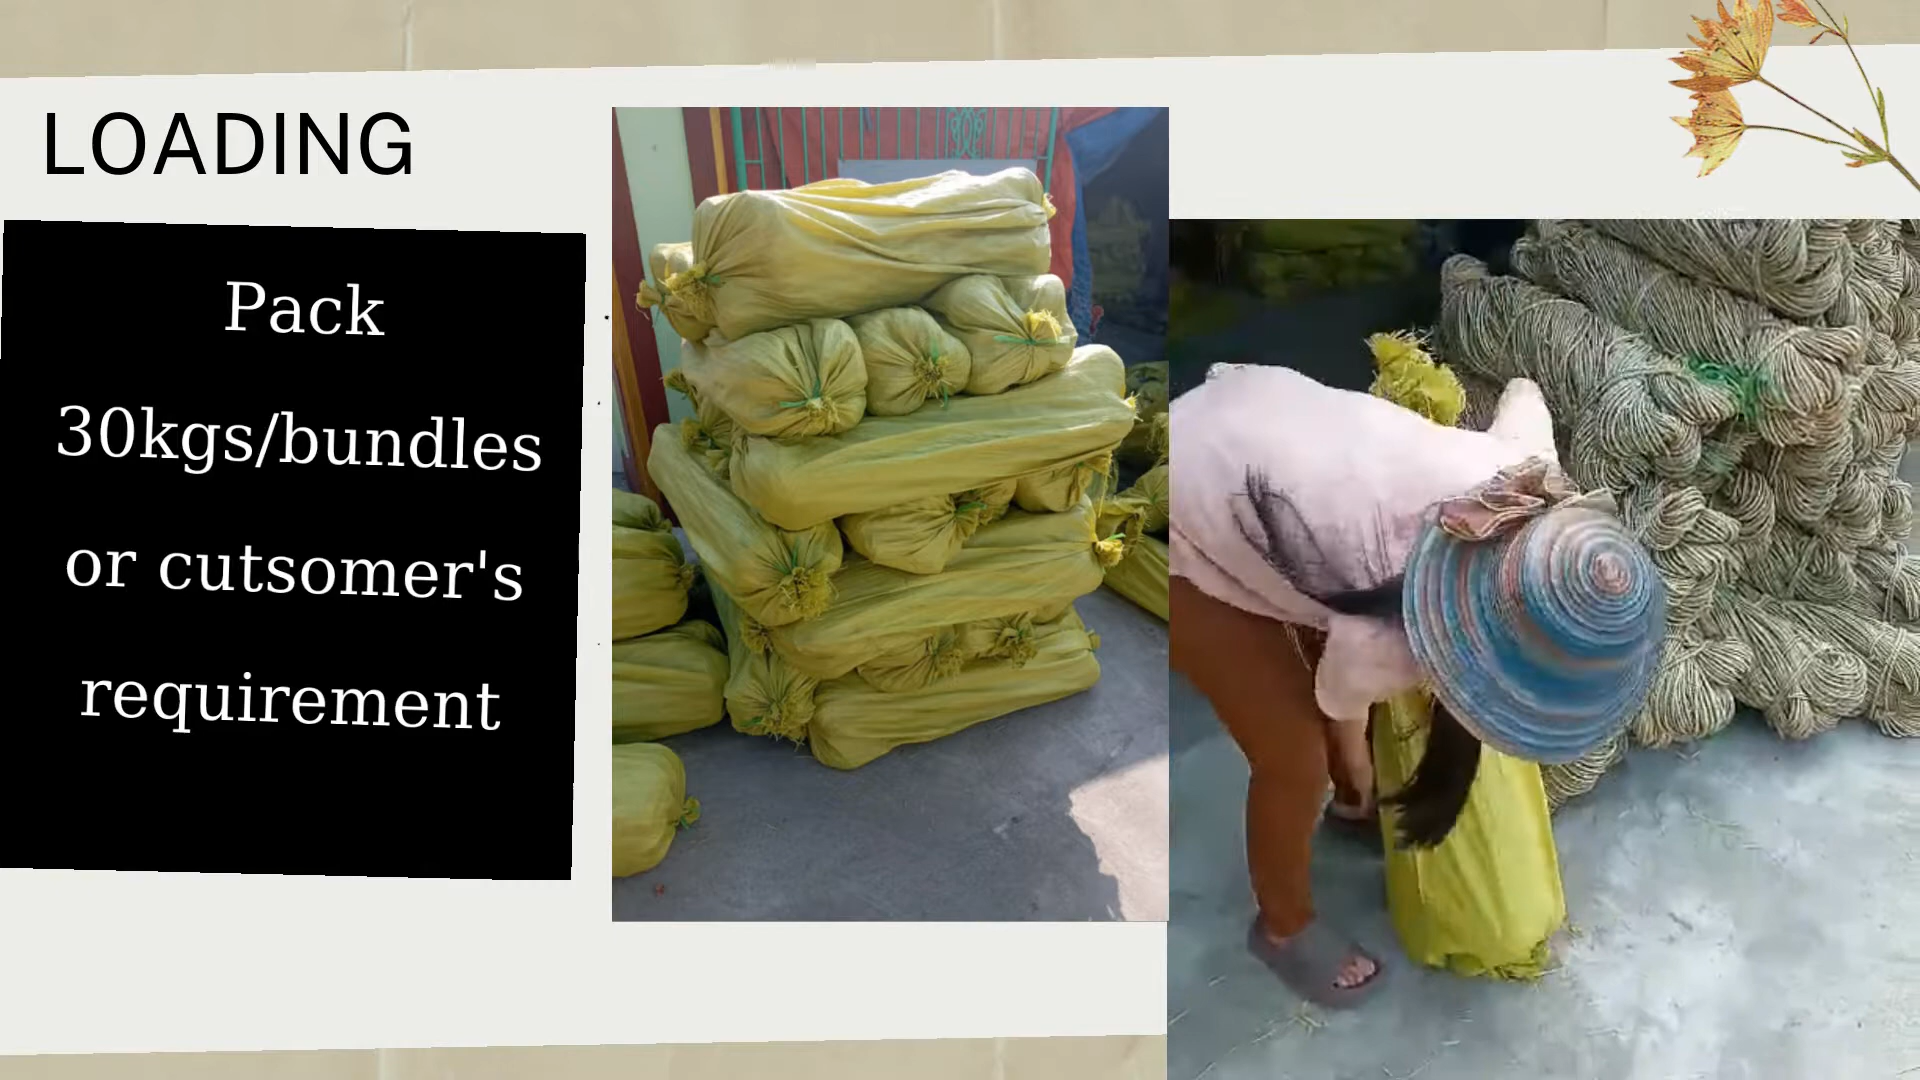 LOADING
Pack
30kgs/bundles
or cutsomer's
requirement